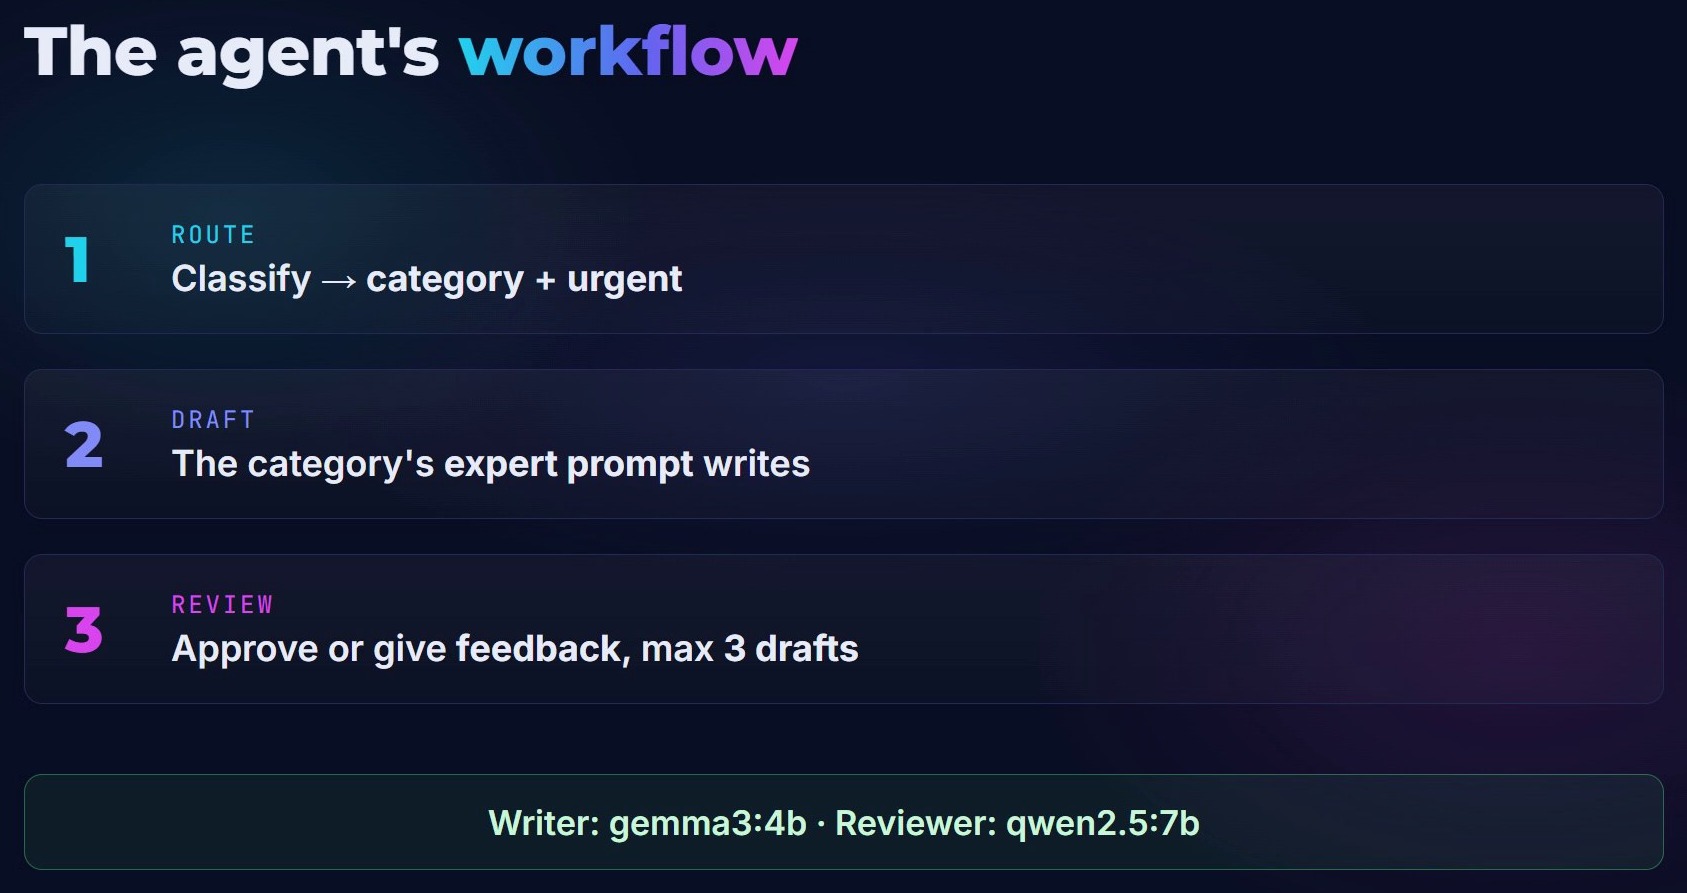 The agent's workflow
1
ROUTE
Classify → category + urgent
2
DRAFT
The category's expert prompt writes
3
REVIEW
Approve or give feedback, max 3 drafts
Writer: gemma3:4b · Reviewer: qwen2.5:7b